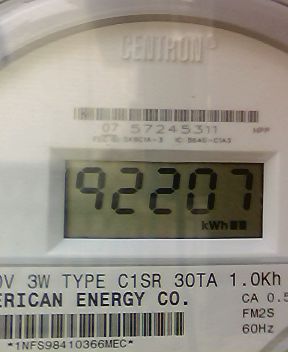 CENTRON®
07 57245311
92207
kWh
0V 3W TYPE C1SR 30TA 1.0Kh
ERICAN ENERGY CO.
CA 0.5
FM2S
60Hz
*1NFS98410366MEC*